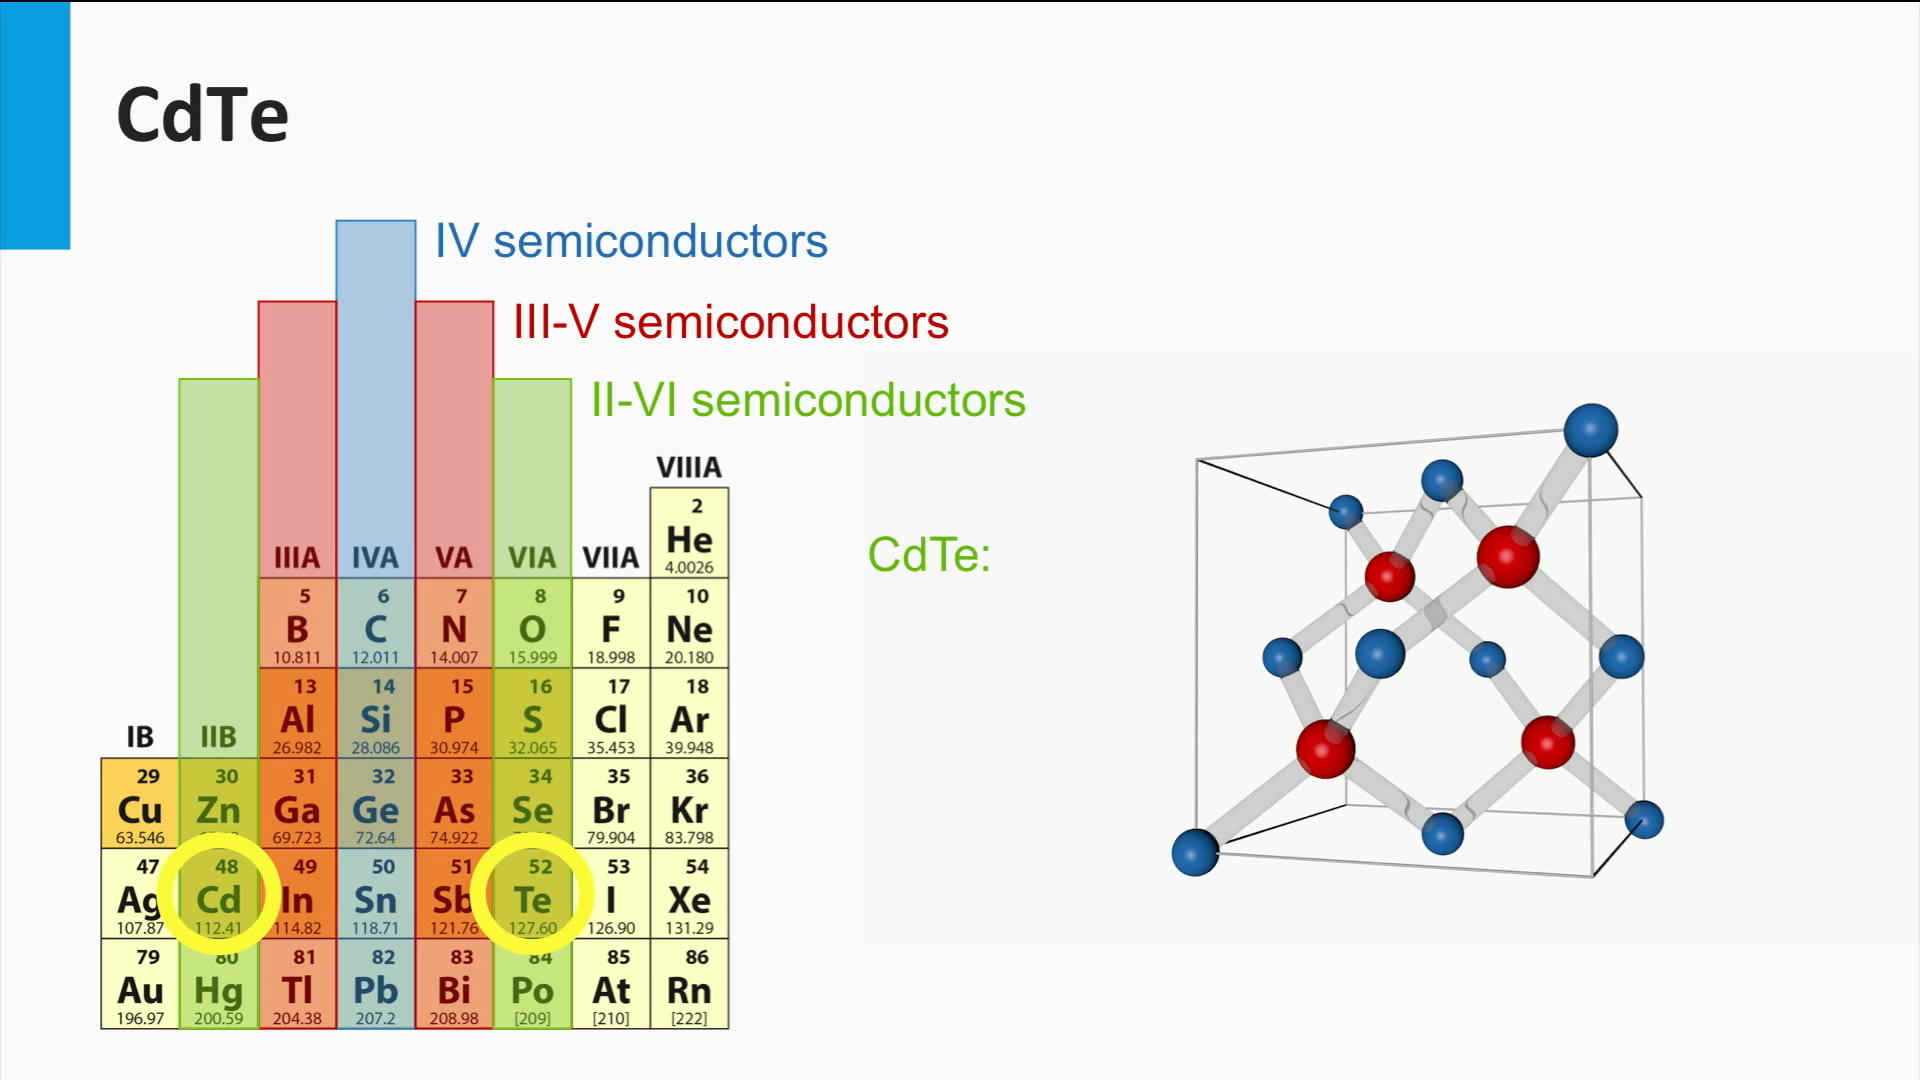 CdTe
IV semiconductors
III-V semiconductors
II-VI semiconductors
VIIIA
2
He
4.0026
CdTe:
IIIA IVA VA VIA VIIA
5 6 7 8 9 10
B C N O F Ne
10.811 12.011 14.007 15.999 18.998 20.180
13 14 15 16 17 18
Al Si P S Cl Ar
26.982 28.086 30.974 32.065 35.453 39.948
IB IIB
29 30 31 32 33 34 35 36
Cu Zn Ga Ge As Se Br Kr
63.546 69.723 72.64 74.922 79.904 83.798
47 48 49 50 51 52 53 54
Ag Cd In Sn Sb Te I Xe
107.87 112.41 114.82 118.71 121.76 127.60 126.90 131.29
79 80 81 82 83 84 85 86
Au Hg Tl Pb Bi Po At Rn
196.97 200.59 204.38 207.2 208.98 [209] [210] [222]